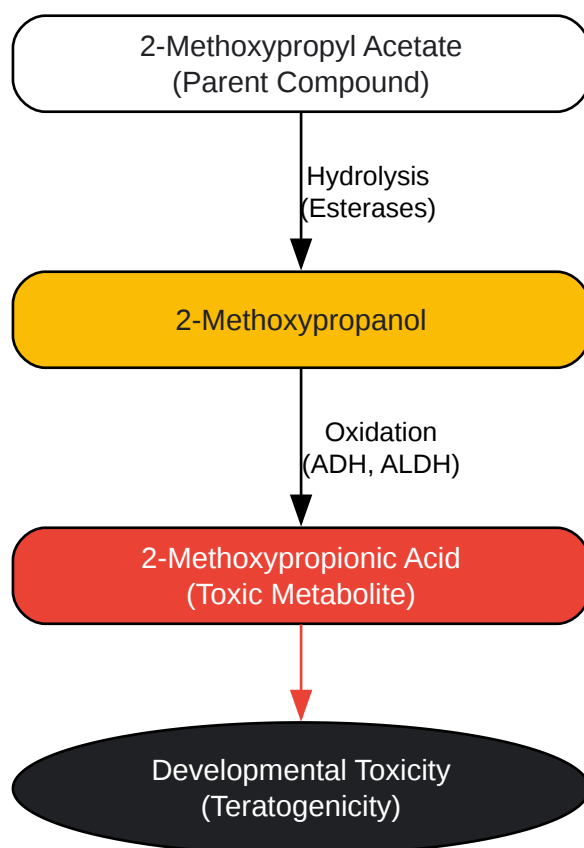 2-Methoxypropyl Acetate
(Parent Compound)
Hydrolysis
(Esterases)
2-Methoxypropanol
Oxidation
(ADH, ALDH)
2-Methoxypropionic Acid
(Toxic Metabolite)
Developmental Toxicity
(Teratogenicity)